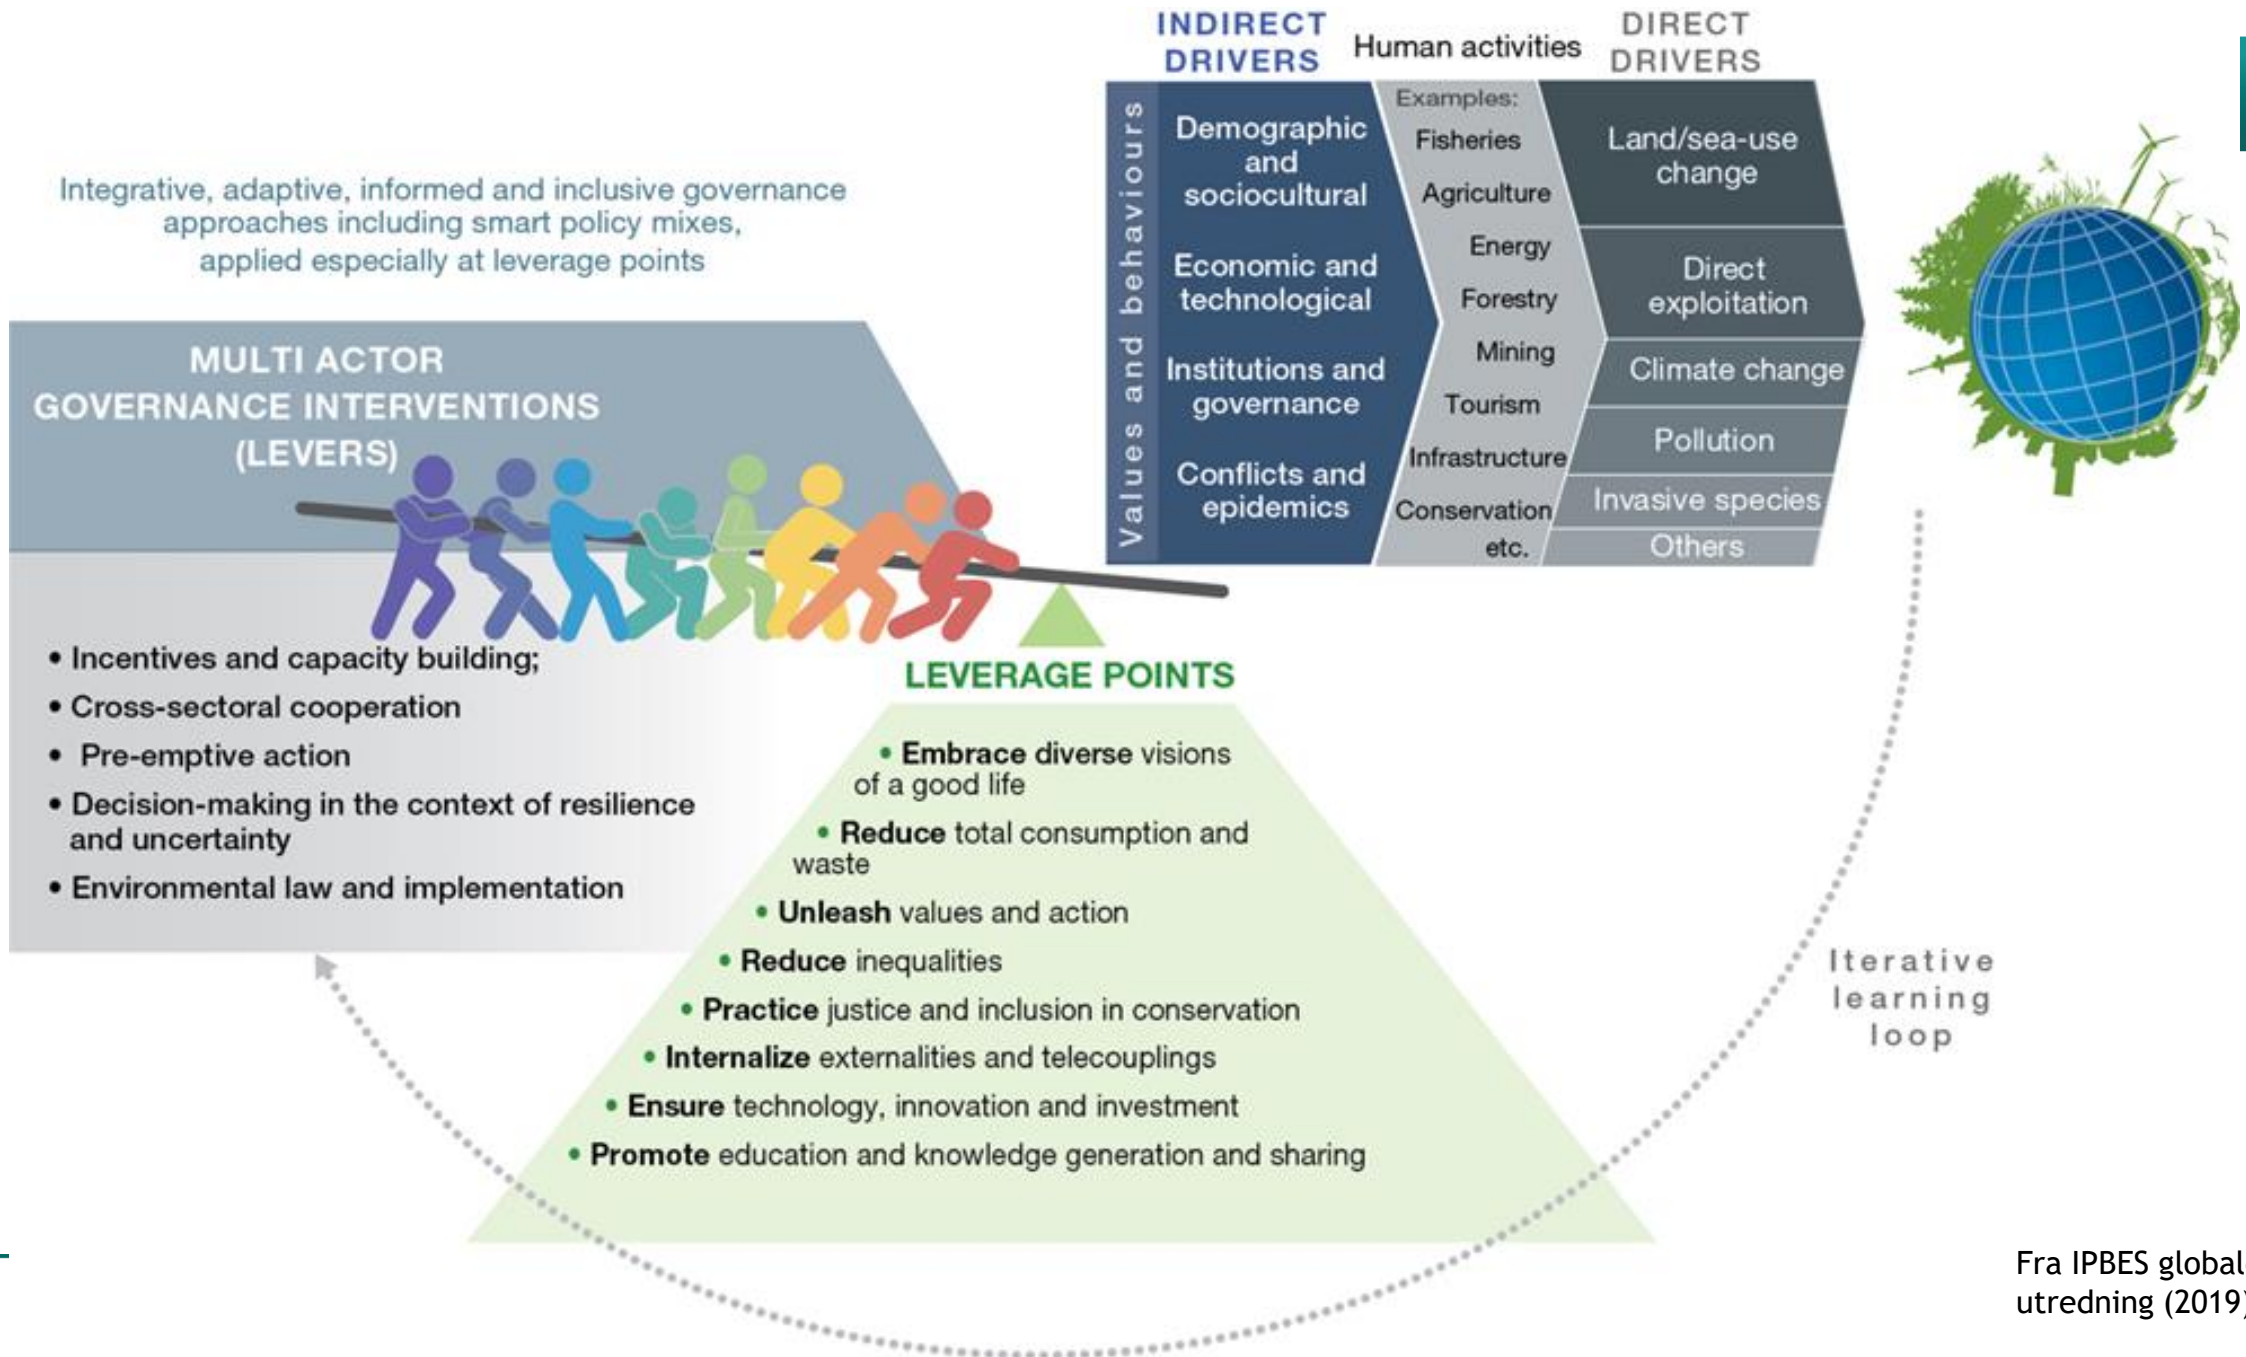 INDIRECT
DRIVERS
Human activities
DIRECT
DRIVERS
Values and behaviours
Demographic
and
sociocultural
Economic and
technological
Institutions and
governance
Conflicts and
epidemics
Examples:
Fisheries
Agriculture
Energy
Forestry
Mining
Tourism
Infrastructure
Conservation
etc.
Land/sea-use
change
Direct
exploitation
Climate change
Pollution
Invasive species
Others
Integrative, adaptive, informed and inclusive governance
approaches including smart policy mixes,
applied especially at leverage points
MULTI ACTOR
GOVERNANCE INTERVENTIONS
(LEVERS)
• Incentives and capacity building;
• Cross-sectoral cooperation
• Pre-emptive action
• Decision-making in the context of resilience
and uncertainty
• Environmental law and implementation
LEVERAGE POINTS
• Embrace diverse visions
of a good life
• Reduce total consumption and
waste
• Unleash values and action
• Reduce inequalities
• Practice justice and inclusion in conservation
• Internalize externalities and telecouplings
• Ensure technology, innovation and investment
• Promote education and knowledge generation and sharing
Iterative
learning
loop
Fra IPBES global
utredning (2019)